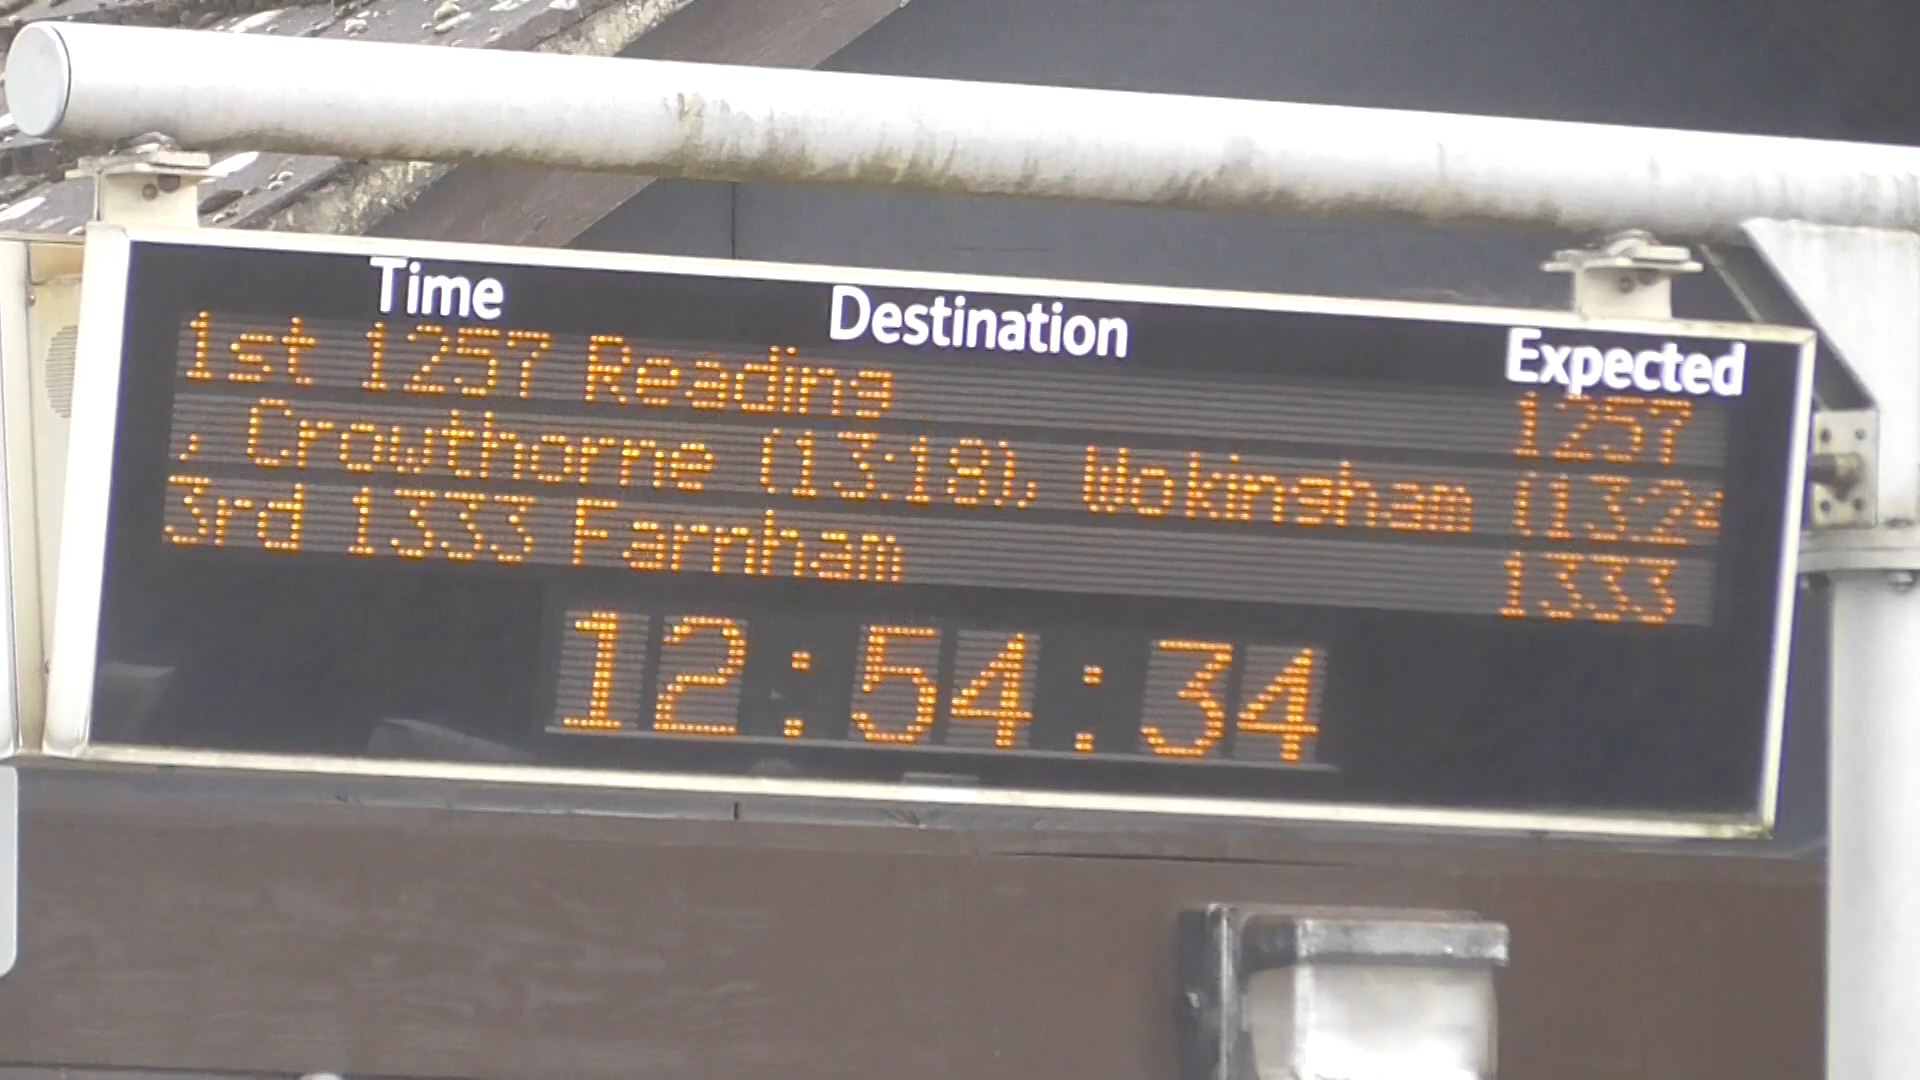 Time Destination Expected
1st 1257 Reading 1257
, Crowthorne (13:18), Wokingham (13:24
3rd 1333 Farnham 1333
12:54:34